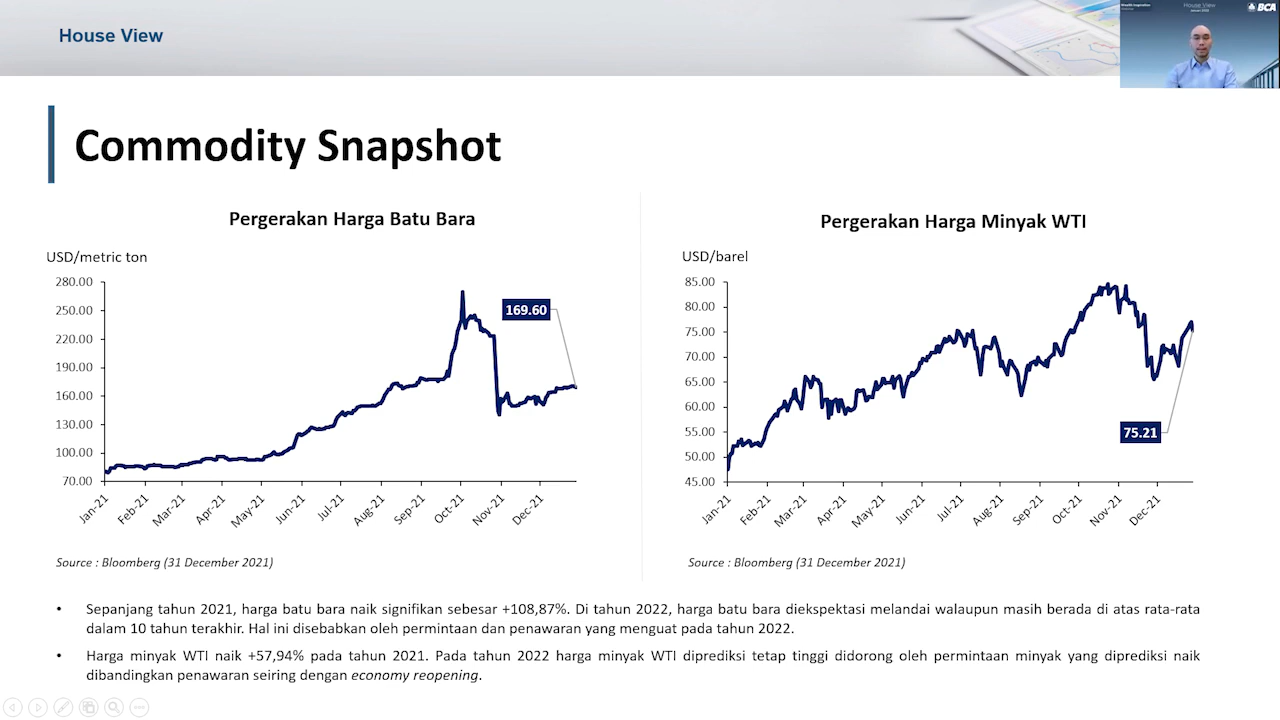 House View
House View
BCA
Commodity Snapshot
Pergerakan Harga Batu Bara
USD/metric ton
280.00
250.00
220.00
190.00
160.00
130.00
100.00
70.00
169.60
Jan-21
Feb-21
Mar-21
Apr-21
May-21
Jun-21
Jul-21
Aug-21
Sep-21
Oct-21
Nov-21
Dec-21
Source : Bloomberg (31 December 2021)
Pergerakan Harga Minyak WTI
USD/barel
85.00
80.00
75.00
70.00
65.00
60.00
55.00
50.00
45.00
75.21
Jan-21
Feb-21
Mar-21
Apr-21
May-21
Jun-21
Jul-21
Aug-21
Sep-21
Oct-21
Nov-21
Dec-21
Source : Bloomberg (31 December 2021)
• Sepanjang tahun 2021, harga batu bara naik signifikan sebesar +108,87%. Di tahun 2022, harga batu bara diekspektasi melandai walaupun masih berada di atas rata-rata
dalam 10 tahun terakhir. Hal ini disebabkan oleh permintaan dan penawaran yang menguat pada tahun 2022.
• Harga minyak WTI naik +57,94% pada tahun 2021. Pada tahun 2022 harga minyak WTI diprediksi tetap tinggi didorong oleh permintaan minyak yang diprediksi naik
dibandingkan penawaran seiring dengan economy reopening.